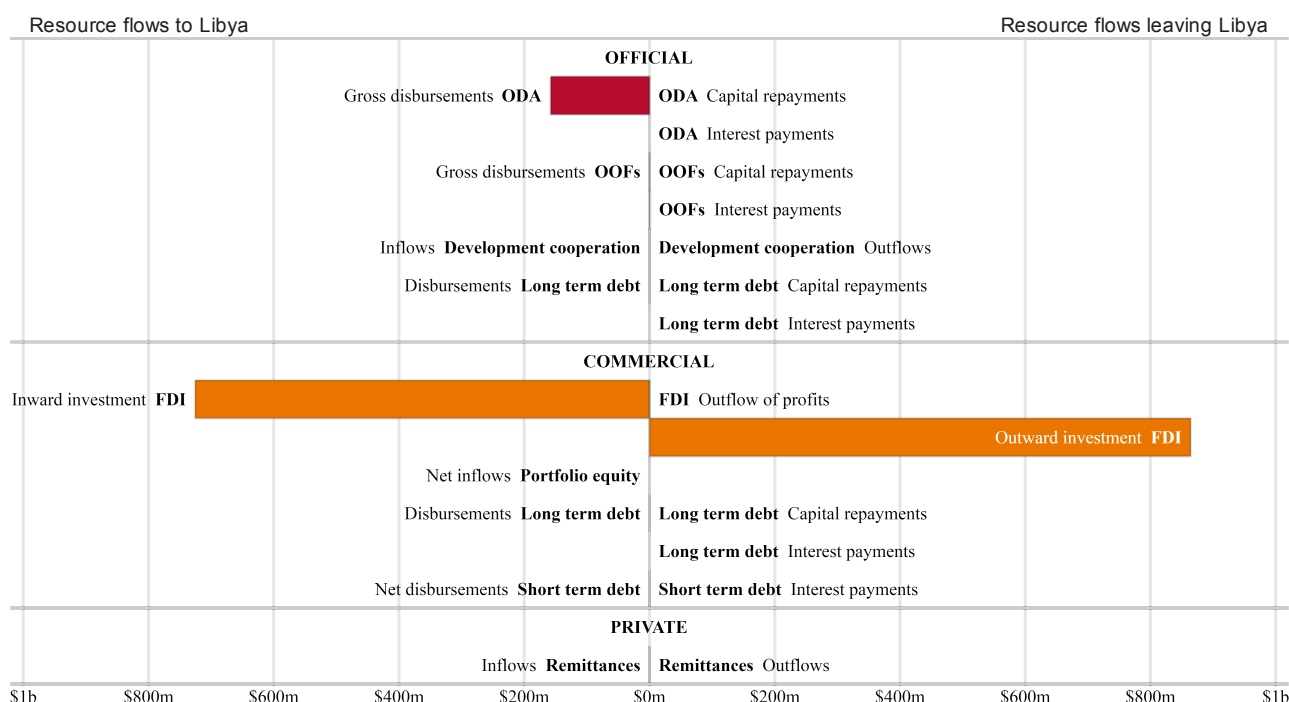 Resource flows to Libya Resource flows leaving Libya
OFFICIAL
Gross disbursements ODA ODA Capital repayments
ODA Interest payments
Gross disbursements OOFs OOFs Capital repayments
OOFs Interest payments
Inflows Development cooperation Development cooperation Outflows
Disbursements Long term debt Long term debt Capital repayments
Long term debt Interest payments
COMMERCIAL
Inward investment FDI FDI Outflow of profits
Outward investment FDI
Net inflows Portfolio equity
Disbursements Long term debt Long term debt Capital repayments
Long term debt Interest payments
Net disbursements Short term debt Short term debt Interest payments
PRIVATE
Inflows Remittances Remittances Outflows
$1b $800m $600m $400m $200m $0m $200m $400m $600m $800m $1b